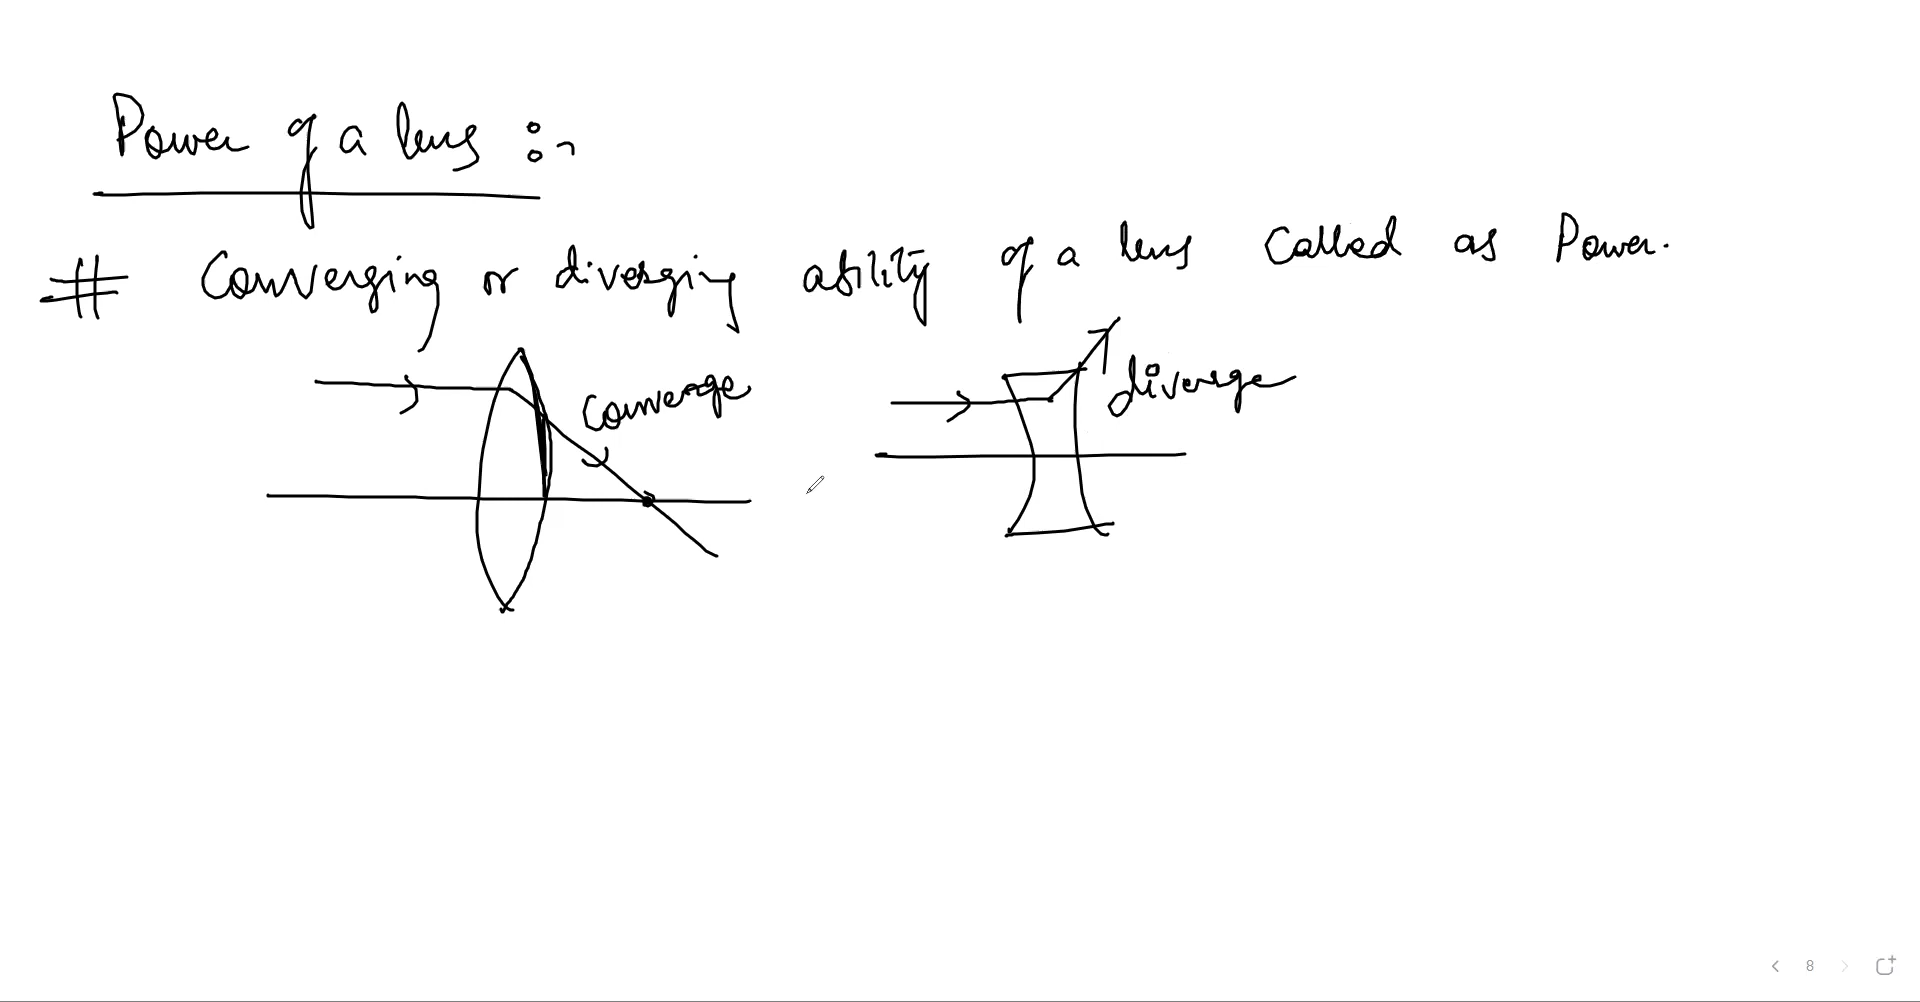 Power of a lens :-
# Converging or diverging ability of a lens Called as Power.
Converge
diverge
8